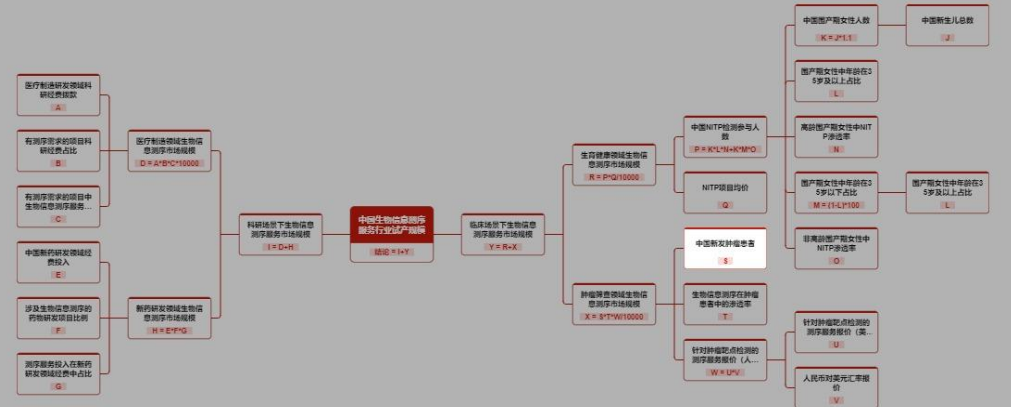 中国围产期女性人数
K = J*1.1
中国新生儿总数
J
围产期女性中年龄在3
5岁及以上占比
L
高龄围产期女性中NIT
P渗透率
N
围产期女性中年龄在3
5岁以下占比
M = (1-L)*100
围产期女性中年龄在3
5岁及以上占比
L
非高龄围产期女性中
NITP渗透率
O
中国NITP检测参与人
数
P = K*L*N+K*M*O
NITP项目均价
Q
生育健康领域生物信
息测序市场规模
R = P*Q/10000
医疗制造研发领域科
研经费拨款
A
有测序需求的项目科
研经费占比
B
有测序需求的项目中
生物信息测序服务...
C
医疗制造领域生物信
息测序市场规模
D = A*B*C*10000
科研场景下生物信息
测序服务市场规模
I = D+H
中国生物信息测序
服务行业试产规模
结论 = I+Y
临床场景下生物信息
测序服务市场规模
Y = R+X
中国新药研发领域经
费投入
E
涉及生物信息测序的
药物研发项目比例
F
测序服务投入在新药
研发领域经费中占比
G
新药研发领域生物信
息测序市场规模
H = E*F*G
肿瘤筛查领域生物信
息测序市场规模
X = S*T*W/10000
中国新发肿瘤患者
S
生物信息测序在肿瘤
患者中的渗透率
T
针对肿瘤靶点检测的
测序服务报价（人...
W = U*V
针对肿瘤靶点检测的
测序服务报价（美...
U
人民币对美元汇率报
价
V